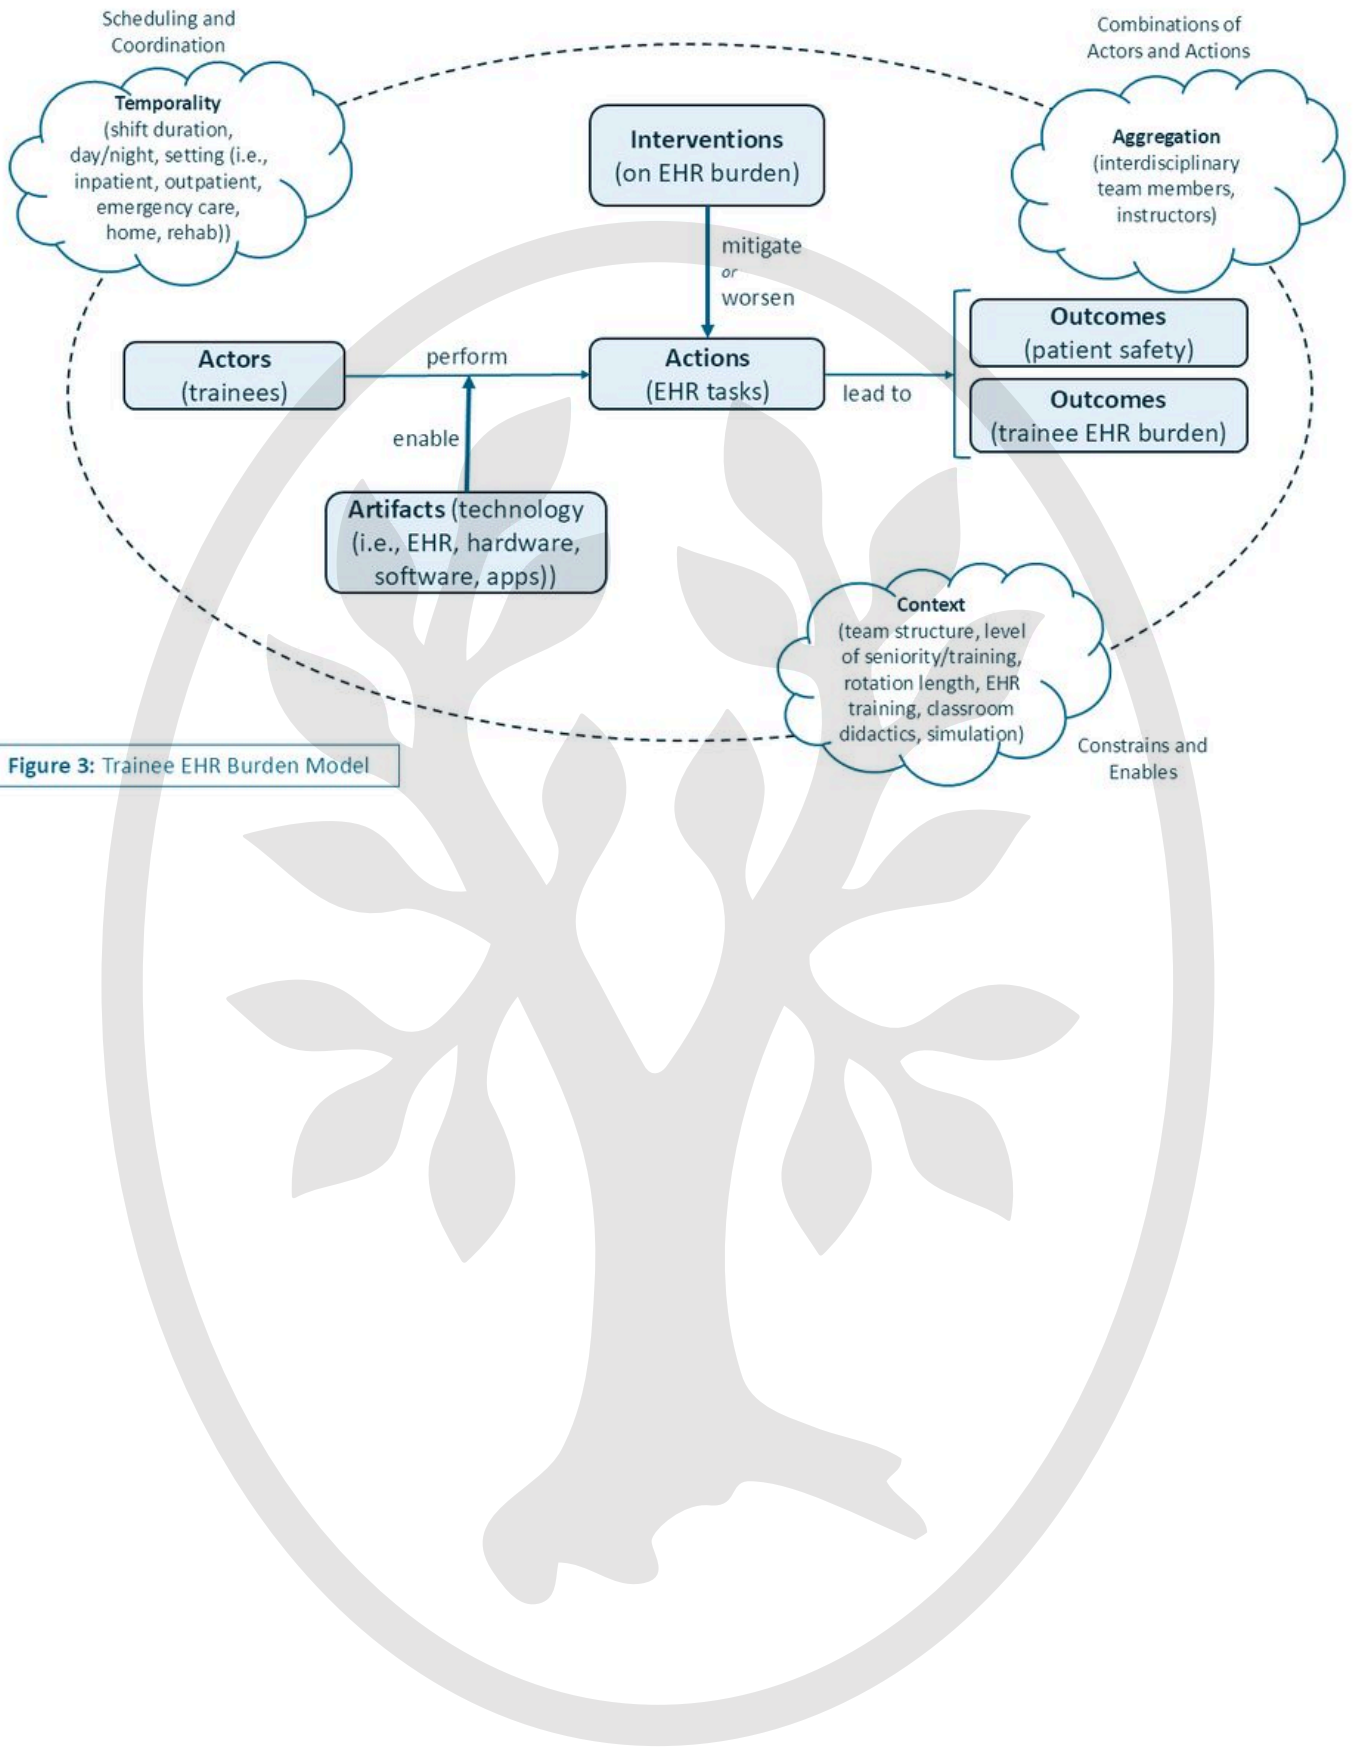 Scheduling and
Coordination
Temporality
(shift duration,
day/night, setting (i.e.,
inpatient, outpatient,
emergency care,
home, rehab))
Combinations of
Actors and Actions
Aggregation
(interdisciplinary
team members,
instructors)
Interventions
(on EHR burden)
mitigate
or
worsen
Actors
(trainees)
perform
Actions
(EHR tasks)
lead to
Outcomes
(patient safety)
Outcomes
(trainee EHR burden)
enable
Artifacts (technology
(i.e., EHR, hardware,
software, apps))
Context
(team structure, level
of seniority/training,
rotation length, EHR
training, classroom
didactics, simulation)
Constrains and
Enables
Figure 3: Trainee EHR Burden Model